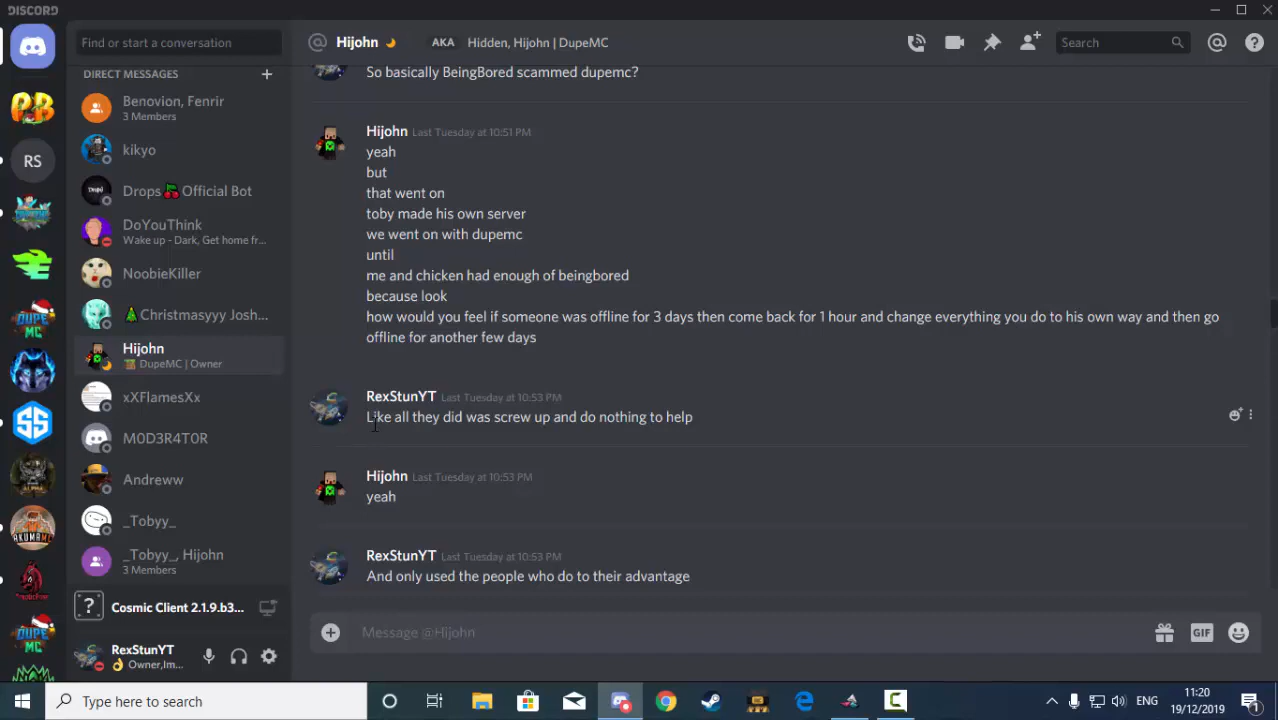 DISCORD
Find or start a conversation
DIRECT MESSAGES
Benovion, Fenrir
3 Members
kikyo
Drops🍒Official Bot
DoYouThink
Wake up - Dark, Get home fr...
NoobieKiller
🎄Christmasyyy Josh...
Hijohn
DupeMC | Owner
xXFlamesXx
M0D3R4T0R
Andreww
_Tobyy_
_Tobyy_, Hijohn
3 Members
Cosmic Client 2.1.9.b3...
RexStunYT
👌 Owner,Im...
RS
Hijohn
AKA Hidden, Hijohn | DupeMC
Search
So basically BeingBored scammed dupemc?
Hijohn Last Tuesday at 10:51 PM
yeah
but
that went on
toby made his own server
we went on with dupemc
until
me and chicken had enough of beingbored
because look
how would you feel if someone was offline for 3 days then come back for 1 hour and change everything you do to his own way and then go
offline for another few days
RexStunYT Last Tuesday at 10:53 PM
Like all they did was screw up and do nothing to help
Hijohn Last Tuesday at 10:53 PM
yeah
RexStunYT Last Tuesday at 10:53 PM
And only used the people who do to their advantage
Message @Hijohn
GIF
Type here to search
ENG
11:20
19/12/2019